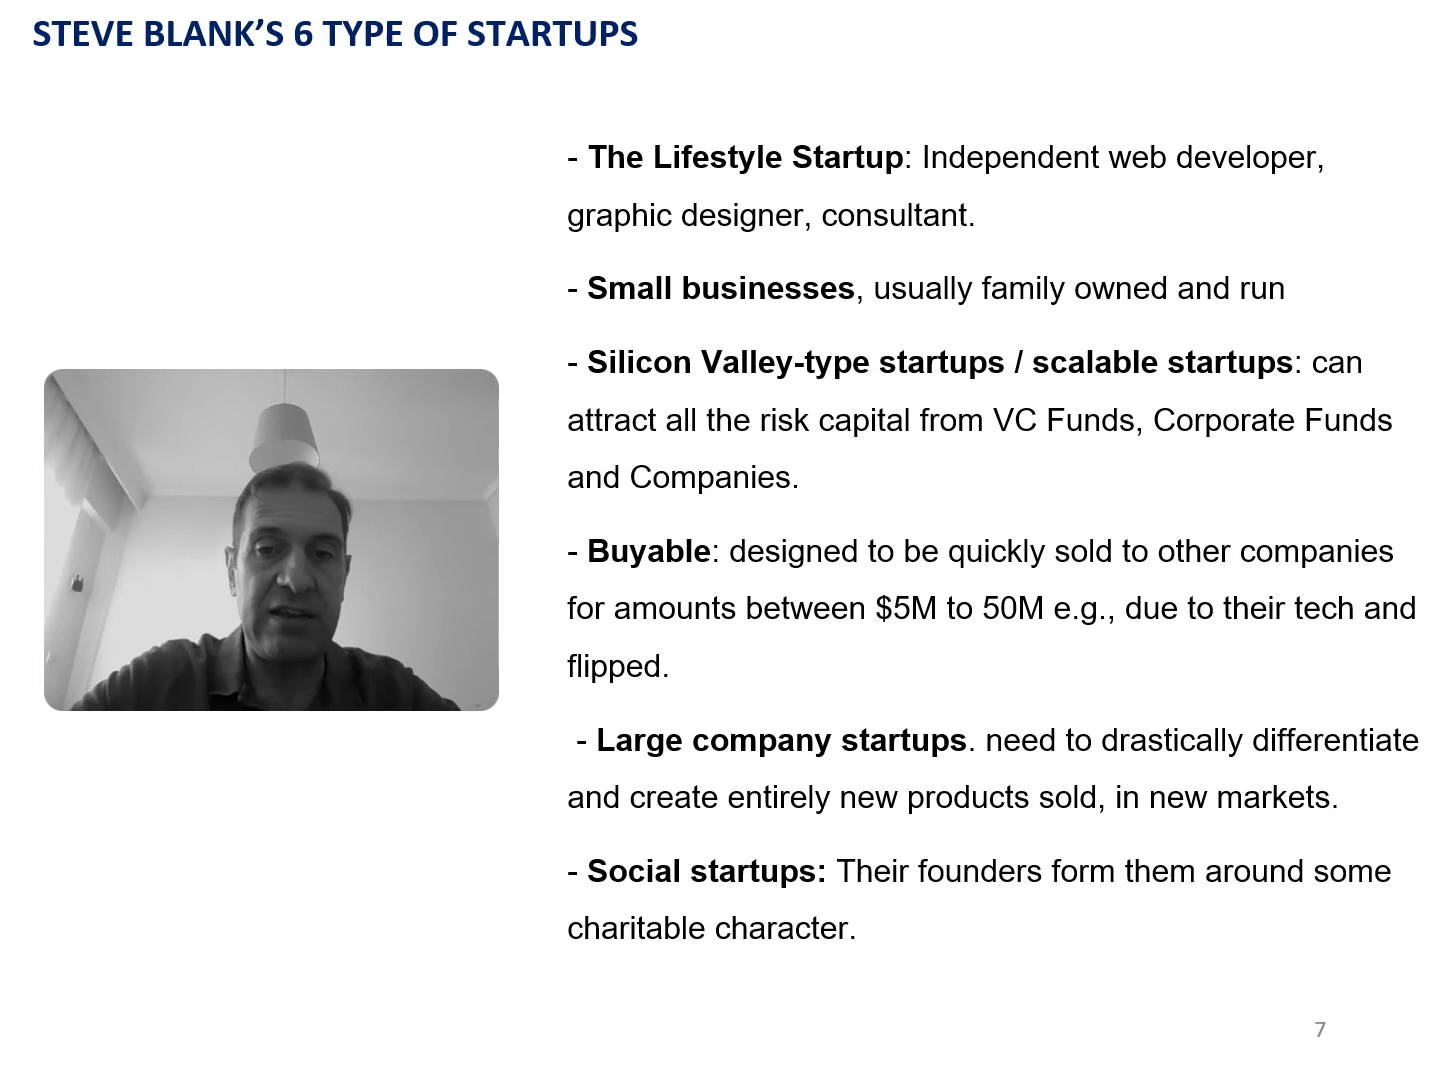 STEVE BLANK’S 6 TYPE OF STARTUPS
- The Lifestyle Startup: Independent web developer,
graphic designer, consultant.
- Small businesses, usually family owned and run
- Silicon Valley-type startups / scalable startups: can
attract all the risk capital from VC Funds, Corporate Funds
and Companies.
- Buyable: designed to be quickly sold to other companies
for amounts between $5M to 50M e.g., due to their tech and
flipped.
- Large company startups. need to drastically differentiate
and create entirely new products sold, in new markets.
- Social startups: Their founders form them around some
charitable character.
7